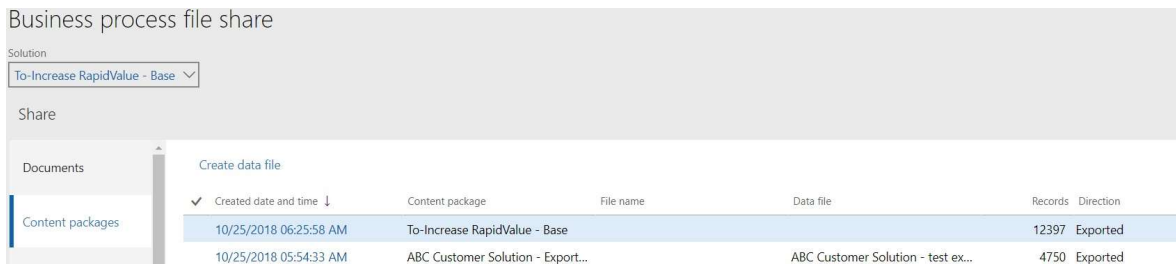 Business process file share
Solution
To-Increase RapidValue - Base
Share
Documents
Content packages
Create data file
Created date and time ↓ Content package File name Data file Records Direction
10/25/2018 06:25:58 AM To-Increase RapidValue - Base 12397 Exported
10/25/2018 05:54:33 AM ABC Customer Solution - Export... ABC Customer Solution - test ex... 4750 Exported